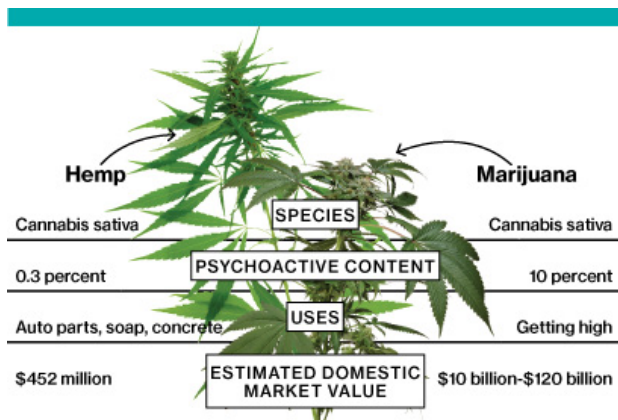 Hemp
Marijuana
SPECIES
Cannabis sativa
Cannabis sativa
PSYCHOACTIVE CONTENT
0.3 percent
10 percent
USES
Auto parts, soap, concrete
Getting high
ESTIMATED DOMESTIC
MARKET VALUE
$452 million
$10 billion-$120 billion